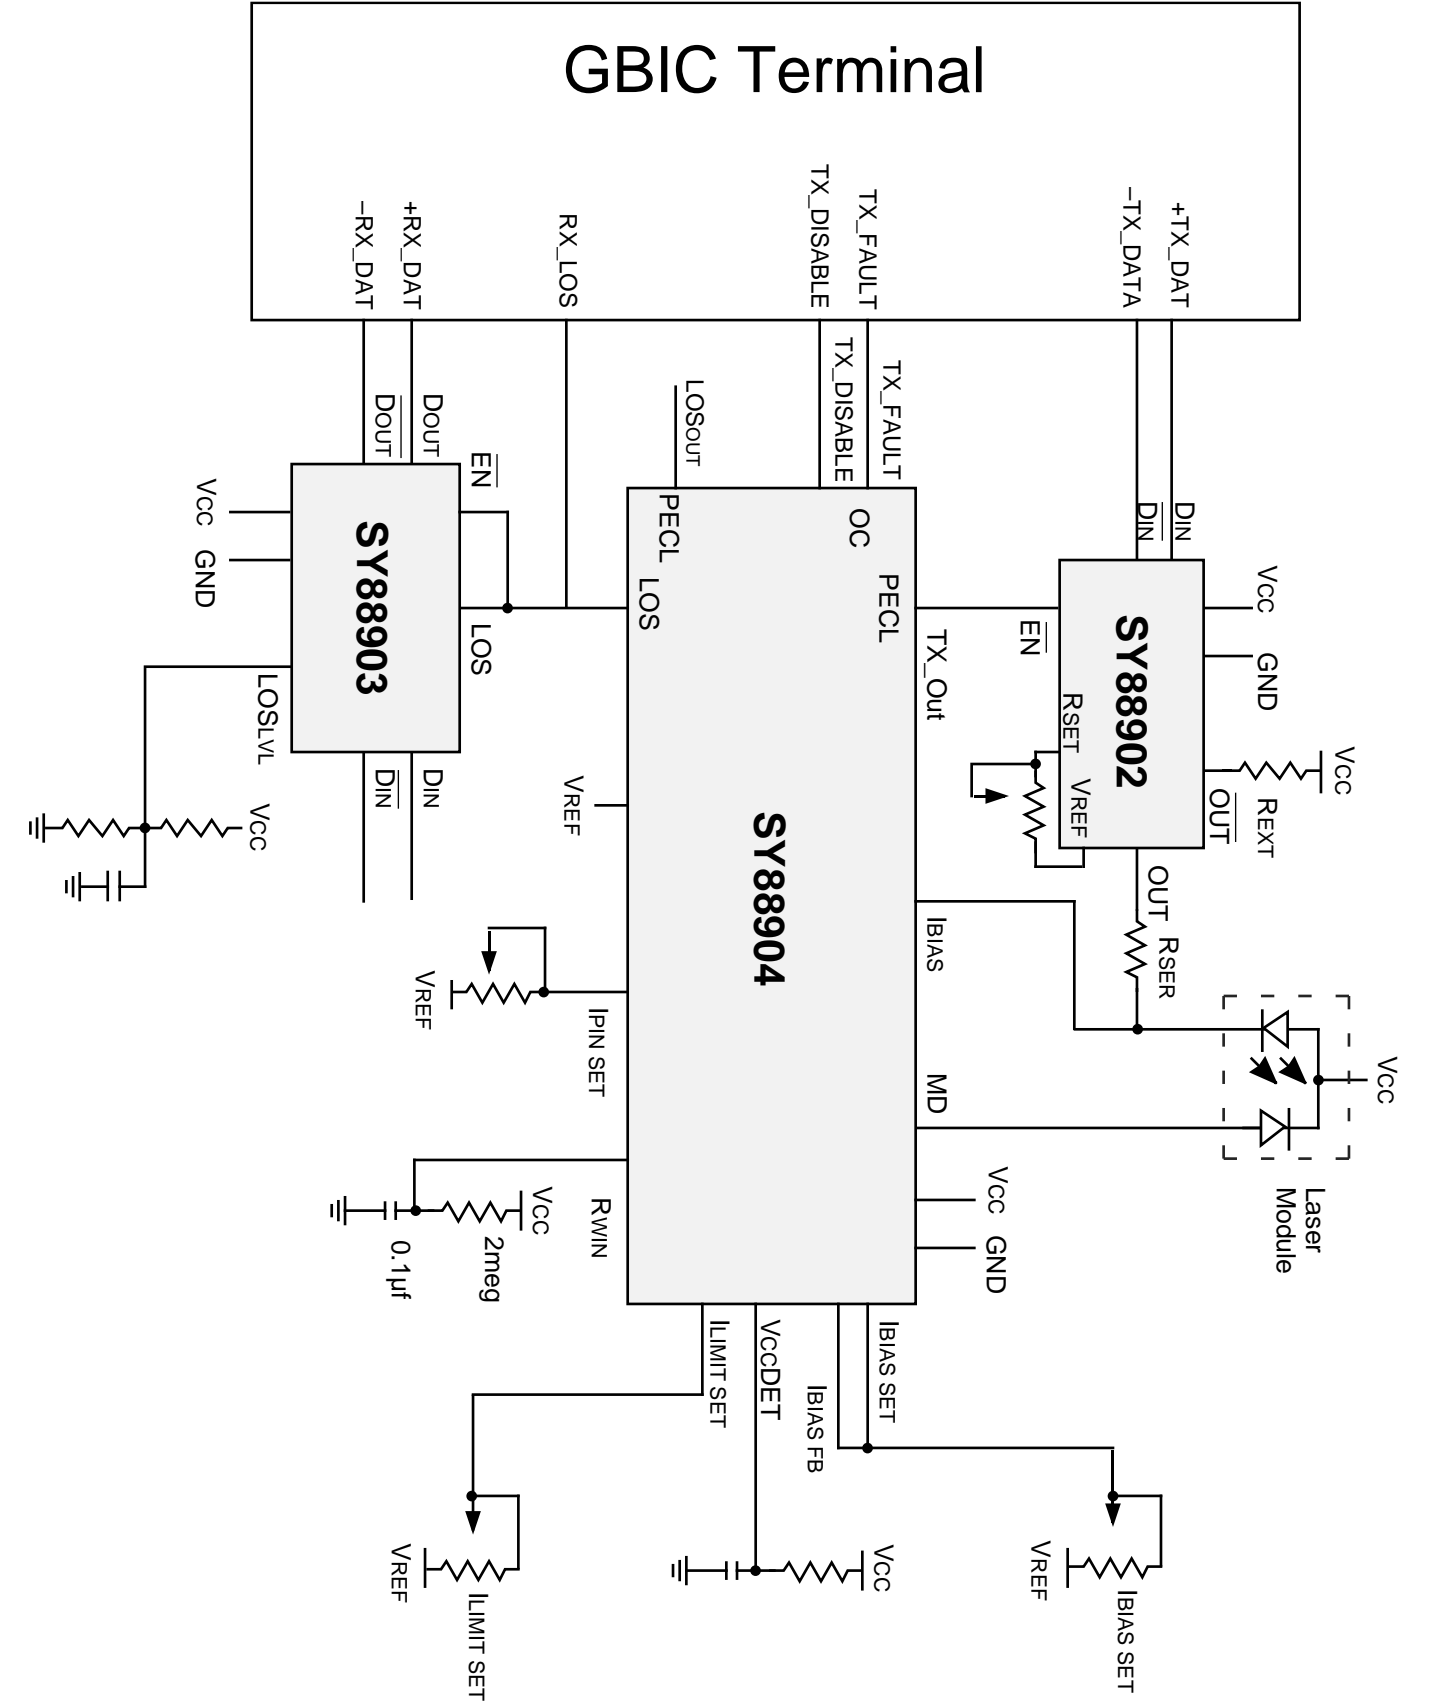 GBIC Terminal
–RX_DAT
+RX_DAT
RX_LOS
TX_DISABLE
TX_FAULT
–TX_DATA
+TX_DAT
DOUT
DOUT
EN
LOSOUT
TX_DISABLE
TX_FAULT
DIN
DIN
VCC
GND
SY88903
LOS
LOSLVL
DIN
DIN
VCC
PECL
LOS
OC
PECL
TX_Out
EN
SY88902
RSET
VREF
VCC
GND
VCC
REXT
OUT
OUT
RSER
VREF
SY88904
IBIAS
MD
VCC
Laser
Module
VREF
IPIN SET
RWIN
VCC
2meg
0.1µf
VCC
GND
ILIMIT SET
VCCDET
IBIAS FB
IBIAS SET
VREF
ILIMIT SET
VCC
VREF
IBIAS SET